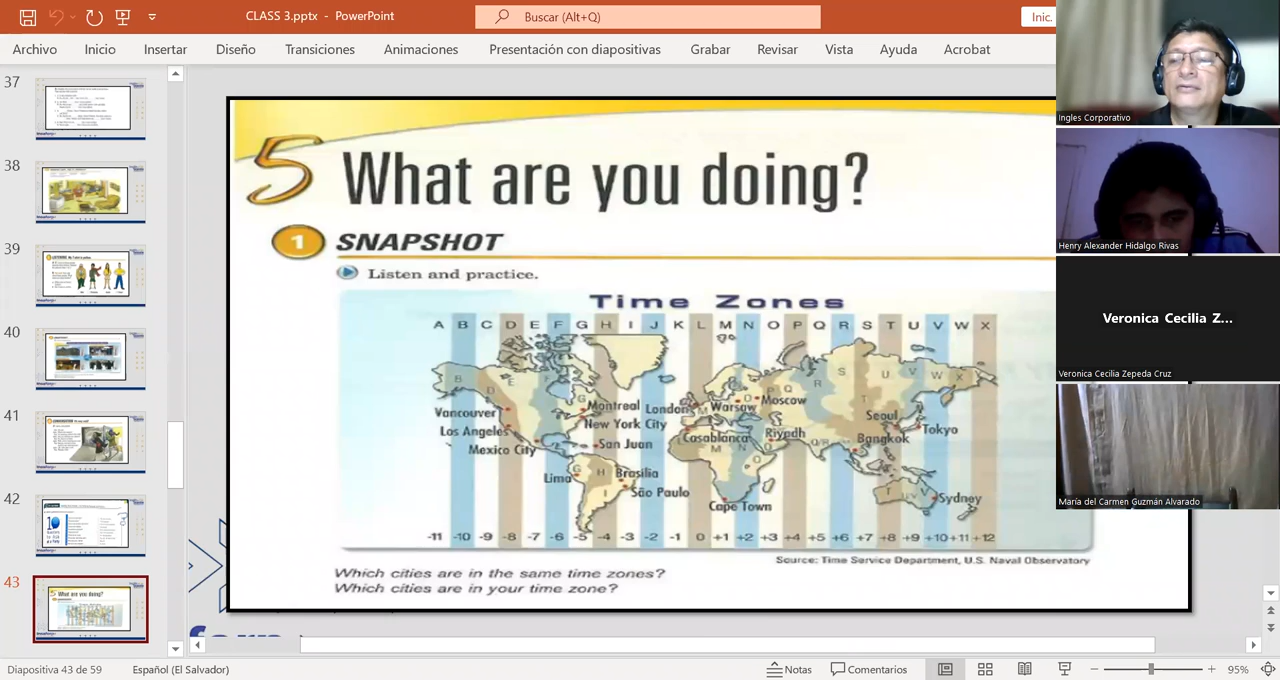 CLASS 3.pptx - PowerPoint
Buscar (Alt+Q)
Inic.
Archivo Inicio Insertar Diseño Transiciones Animaciones Presentación con diapositivas Grabar Revisar Vista Ayuda Acrobat
37
38
39
40
41
42
43
5 What are you doing?
1 SNAPSHOT
Listen and practice.
Time Zones
A B C D E F G H I J K L M N O P Q R S T U V W X
Vancouver
Los Angeles
Mexico City
Montreal
New York City
San Juan
Lima
Brasilia
São Paulo
London
Warsaw
Moscow
Casablanca
Riyadh
Cape Town
Seoul
Bangkok
Tokyo
Sydney
-11 -10 -9 -8 -7 -6 -5 -4 -3 -2 -1 0 +1 +2 +3 +4 +5 +6 +7 +8 +9 +10 +11 +12
Source: Time Service Department, U.S. Naval Observatory
Which cities are in the same time zones?
Which cities are in your time zone?
Ingles Corporativo
Henry Alexander Hidalgo Rivas
Veronica Cecilia Z...
Veronica Cecilia Zepeda Cruz
María del Carmen Guzmán Alvarado
Diapositiva 43 de 59
Español (El Salvador)
Notas
Comentarios
95%